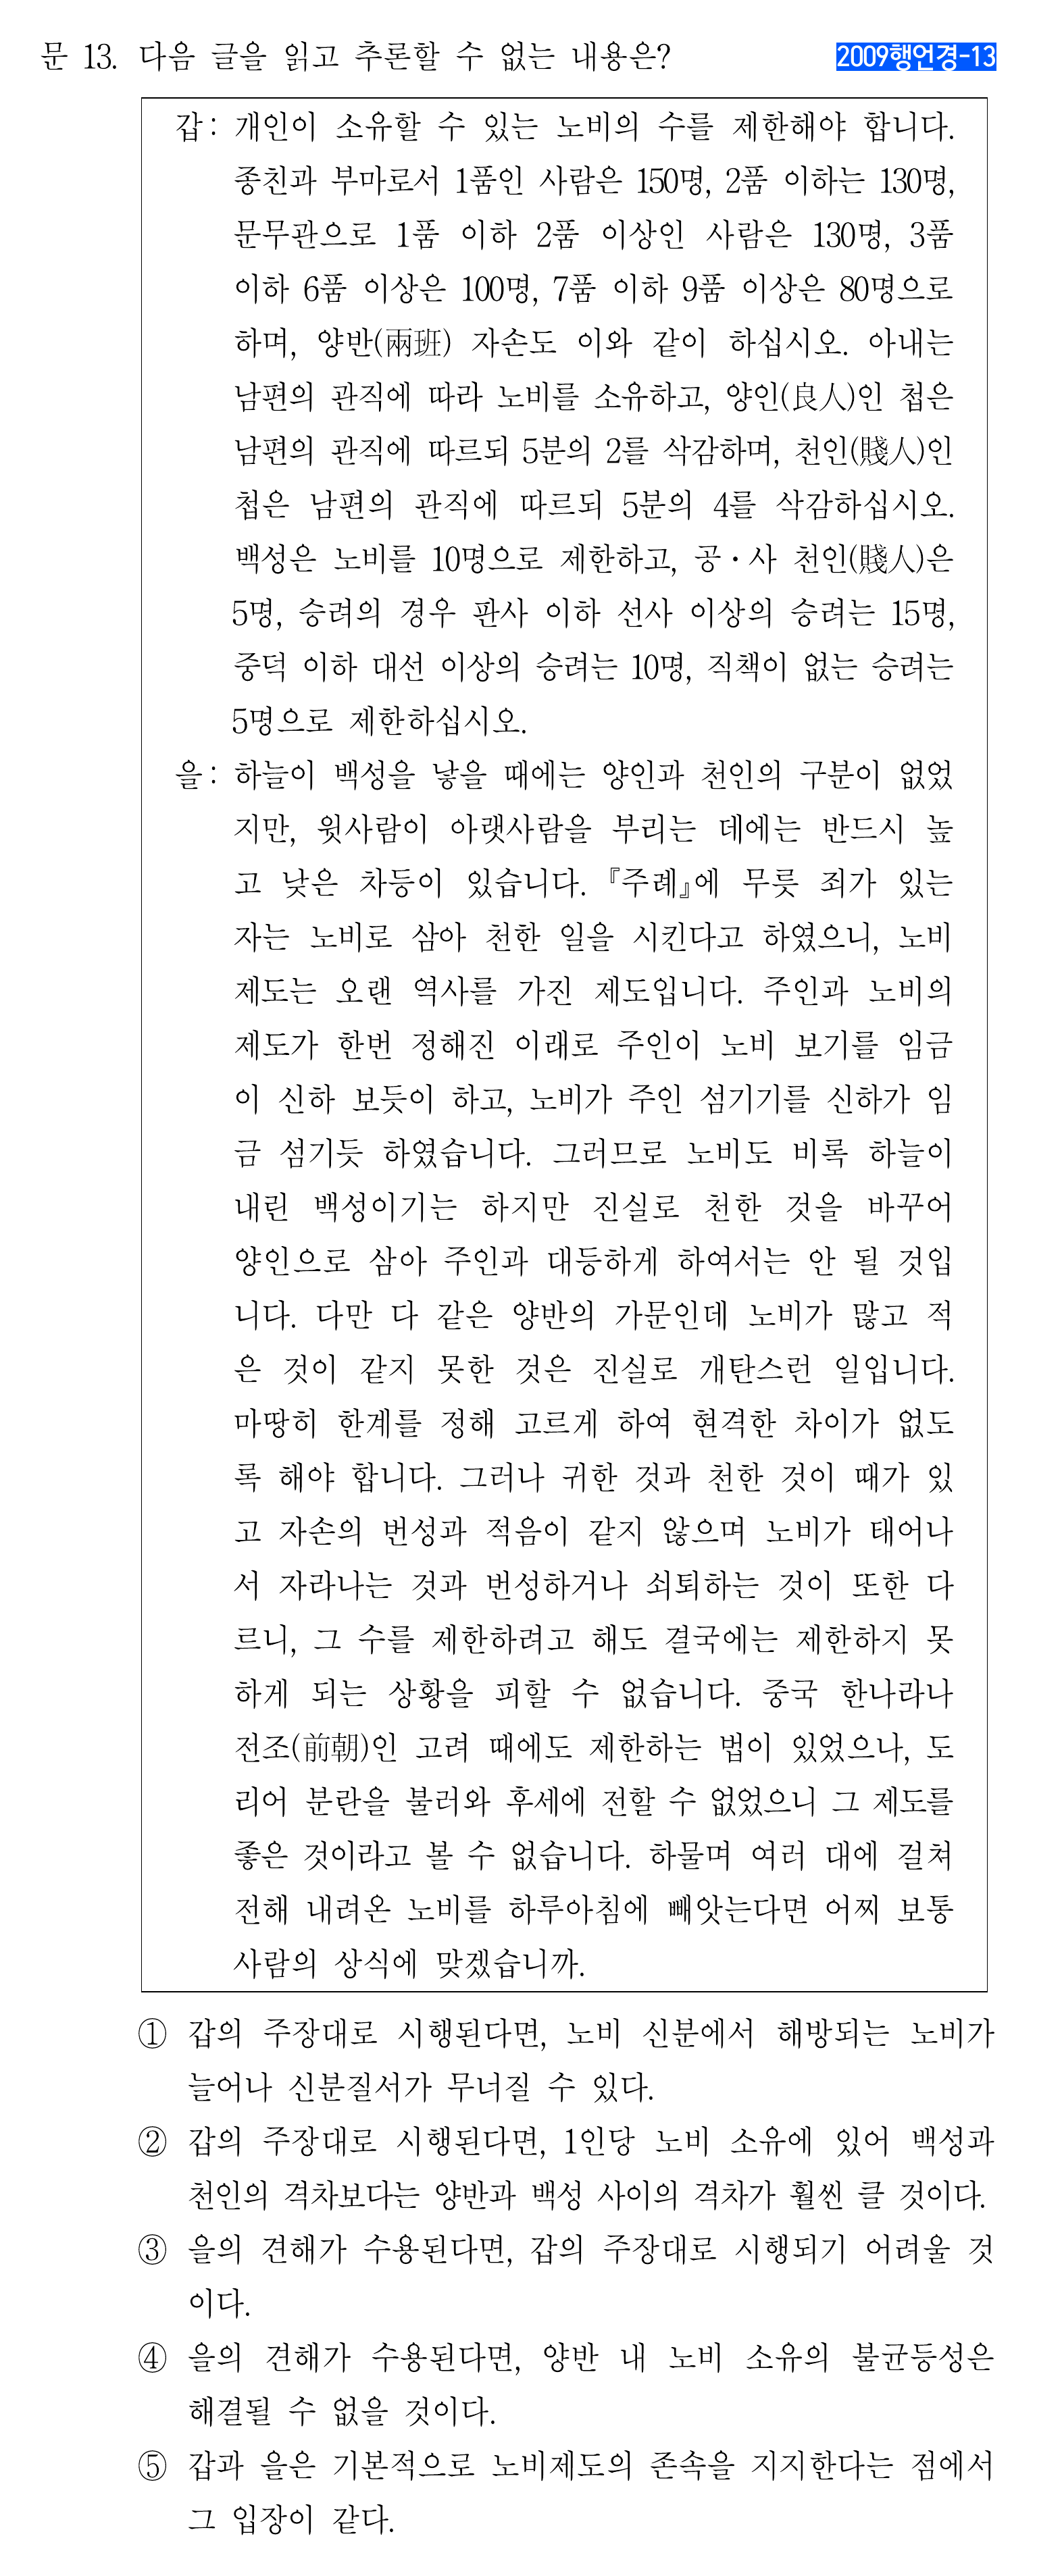 문 13. 다음 글을 읽고 추론할 수 없는 내용은?
2009행언경-13
갑: 개인이 소유할 수 있는 노비의 수를 제한해야 합니다.
종친과 부마로서 1품인 사람은 150명, 2품 이하는 130명,
문무관으로 1품 이하 2품 이상인 사람은 130명, 3품
이하 6품 이상은 100명, 7품 이하 9품 이상은 80명으로
하며, 양반(兩班) 자손도 이와 같이 하십시오. 아내는
남편의 관직에 따라 노비를 소유하고, 양인(良人)인 첩은
남편의 관직에 따르되 5분의 2를 삭감하며, 천인(賤人)인
첩은 남편의 관직에 따르되 5분의 4를 삭감하십시오.
백성은 노비를 10명으로 제한하고, 공·사 천인(賤人)은
5명, 승려의 경우 판사 이하 선사 이상의 승려는 15명,
중덕 이하 대선 이상의 승려는 10명, 직책이 없는 승려는
5명으로 제한하십시오.
을: 하늘이 백성을 낳을 때에는 양인과 천인의 구분이 없었
지만, 윗사람이 아랫사람을 부리는 데에는 반드시 높
고 낮은 차등이 있습니다. 『주례』에 무릇 죄가 있는
자는 노비로 삼아 천한 일을 시킨다고 하였으니, 노비
제도는 오랜 역사를 가진 제도입니다. 주인과 노비의
제도가 한번 정해진 이래로 주인이 노비 보기를 임금
이 신하 보듯이 하고, 노비가 주인 섬기기를 신하가 임
금 섬기듯 하였습니다. 그러므로 노비도 비록 하늘이
내린 백성이기는 하지만 진실로 천한 것을 바꾸어
양인으로 삼아 주인과 대등하게 하여서는 안 될 것입
니다. 다만 다 같은 양반의 가문인데 노비가 많고 적
은 것이 같지 못한 것은 진실로 개탄스런 일입니다.
마땅히 한계를 정해 고르게 하여 현격한 차이가 없도
록 해야 합니다. 그러나 귀한 것과 천한 것이 때가 있
고 자손의 번성과 적음이 같지 않으며 노비가 태어나
서 자라나는 것과 번성하거나 쇠퇴하는 것이 또한 다
르니, 그 수를 제한하려고 해도 결국에는 제한하지 못
하게 되는 상황을 피할 수 없습니다. 중국 한나라나
전조(前朝)인 고려 때에도 제한하는 법이 있었으나, 도
리어 분란을 불러와 후세에 전할 수 없었으니 그 제도를
좋은 것이라고 볼 수 없습니다. 하물며 여러 대에 걸쳐
전해 내려온 노비를 하루아침에 빼앗는다면 어찌 보통
사람의 상식에 맞겠습니까.
① 갑의 주장대로 시행된다면, 노비 신분에서 해방되는 노비가
늘어나 신분질서가 무너질 수 있다.
② 갑의 주장대로 시행된다면, 1인당 노비 소유에 있어 백성과
천인의 격차보다는 양반과 백성 사이의 격차가 훨씬 클 것이다.
③ 을의 견해가 수용된다면, 갑의 주장대로 시행되기 어려울 것
이다.
④ 을의 견해가 수용된다면, 양반 내 노비 소유의 불균등성은
해결될 수 없을 것이다.
⑤ 갑과 을은 기본적으로 노비제도의 존속을 지지한다는 점에서
그 입장이 같다.